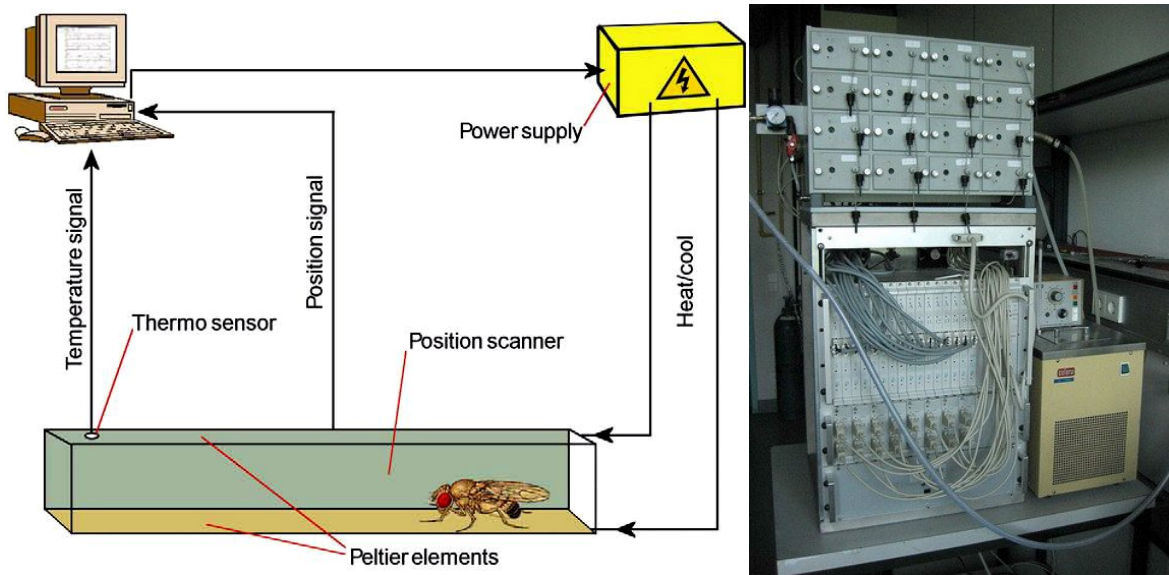 Power supply
Temperature signal
Position signal
Heat/cool
Thermo sensor
Position scanner
Peltier elements